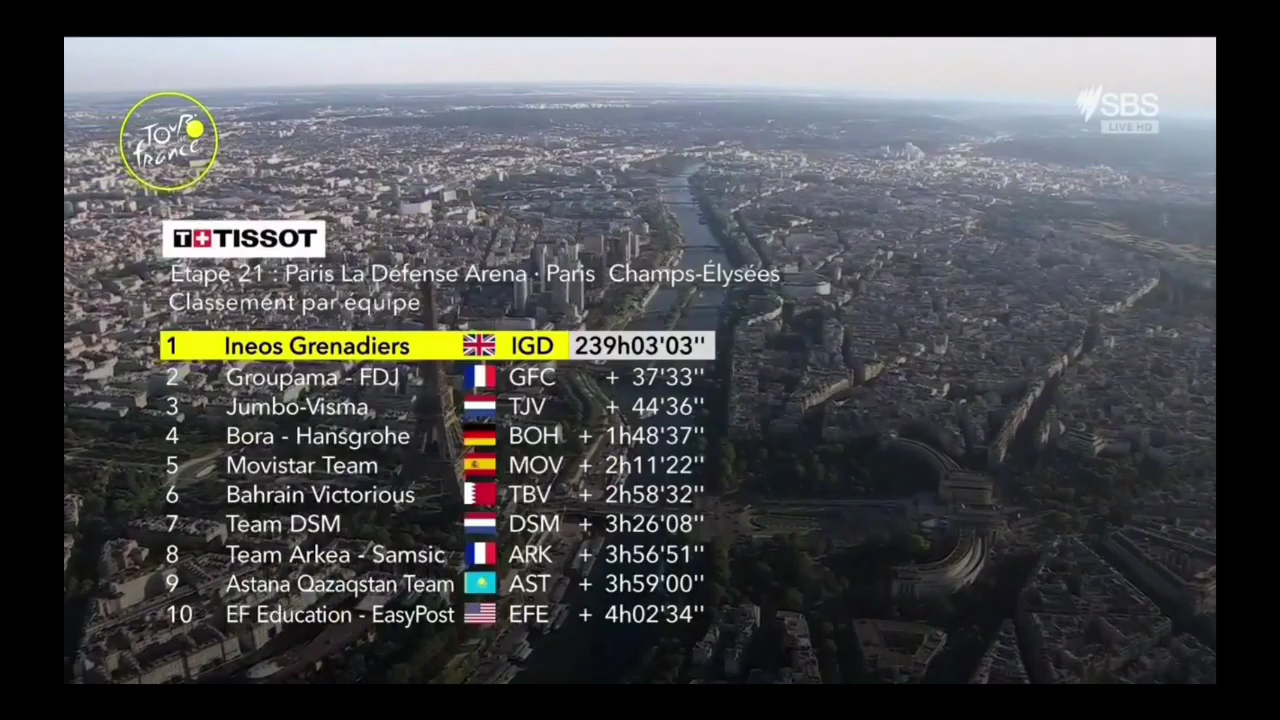 TOUR de france
SBS
LIVE HD
T+ TISSOT
Étape 21 : Paris La Défense Arena · Paris Champs-Élysées
Classement par équipe
1 Ineos Grenadiers IGD 239h03'03''
2 Groupama - FDJ GFC + 37'33''
3 Jumbo-Visma TJV + 44'36''
4 Bora - Hansgrohe BOH + 1h48'37''
5 Movistar Team MOV + 2h11'22''
6 Bahrain Victorious TBV + 2h58'32''
7 Team DSM DSM + 3h26'08''
8 Team Arkea - Samsic ARK + 3h56'51''
9 Astana Qazaqstan Team AST + 3h59'00''
10 EF Education - EasyPost EFE + 4h02'34''